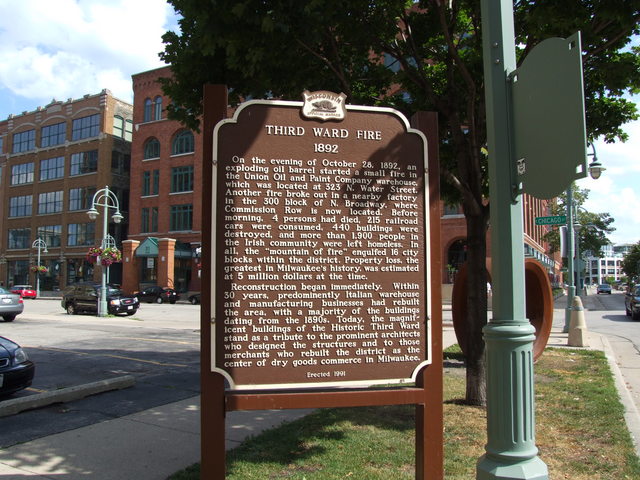 WISCONSIN
OFFICIAL MARKER
THIRD WARD FIRE
1892
On the evening of October 28, 1892, an
exploding oil barrel started a small fire in
the Union Oil and Paint Company warehouse,
which was located at 323 N. Water Street.
Another fire broke out in a nearby factory
in the 300 block of N. Broadway, where
Commission Row is now located. Before
morning, 4 persons had died, 215 railroad
cars were consumed, 440 buildings were
destroyed, and more than 1,900 people in
the Irish community were left homeless. In
all, the "mountain of fire" engulfed 16 city
blocks within the district. Property loss, the
greatest in Milwaukee's history, was estimated
at 5 million dollars at the time.
Reconstruction began immediately. Within
30 years, predominently Italian warehouse
and manufacturing businesses had rebuilt
the area, with a majority of the buildings
dating from the 1890s. Today, the magnif-
icent buildings of the Historic Third Ward
stand as a tribute to the prominent architects
who designed the structures and to those
merchants who rebuilt the district as the
center of dry goods commerce in Milwaukee.
Erected 1991
CHICAGO